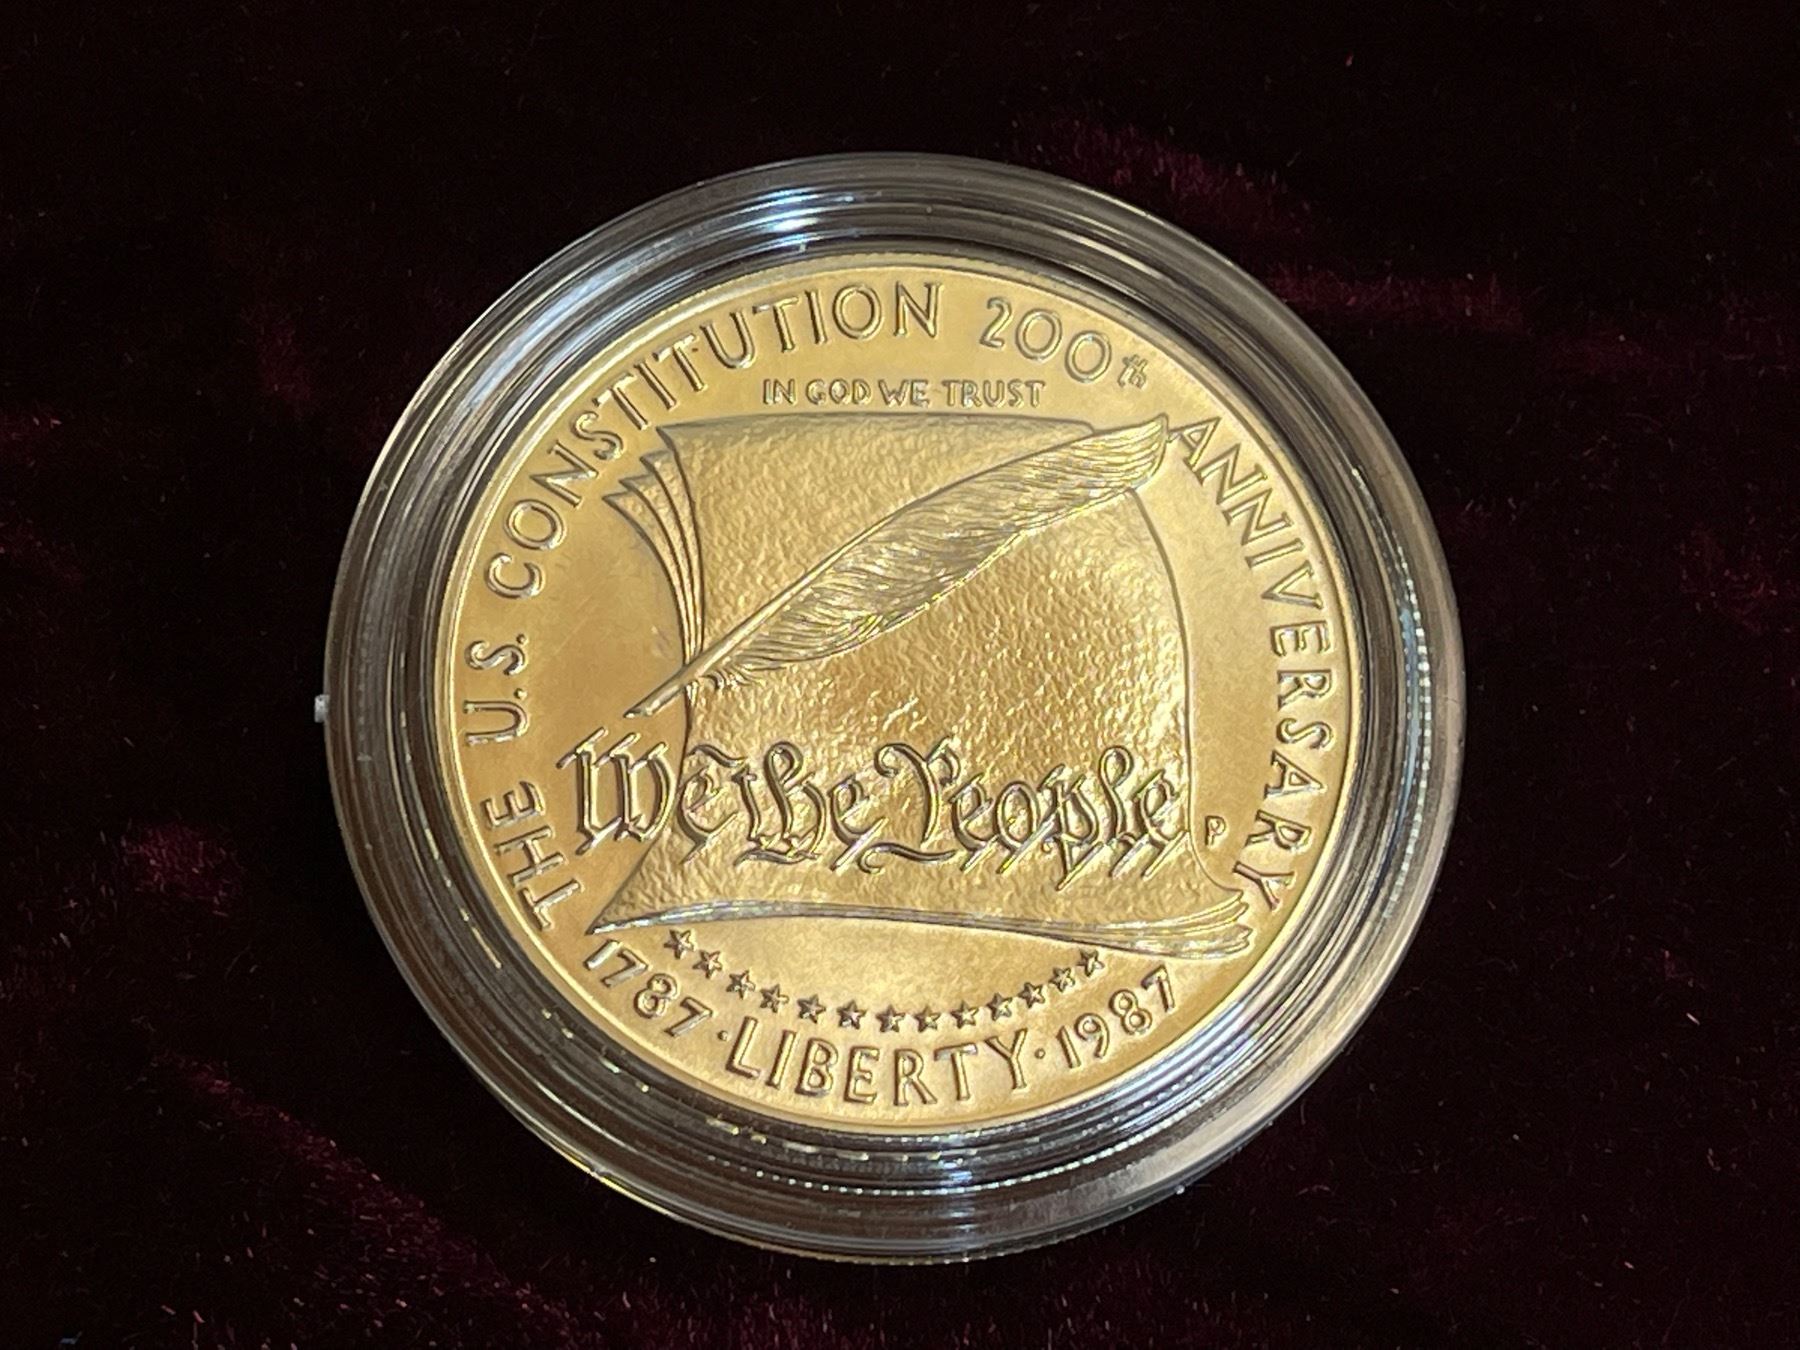 THE U.S. CONSTITUTION 200th ANNIVERSARY
IN GOD WE TRUST
We the People
P
1787 · LIBERTY · 1987